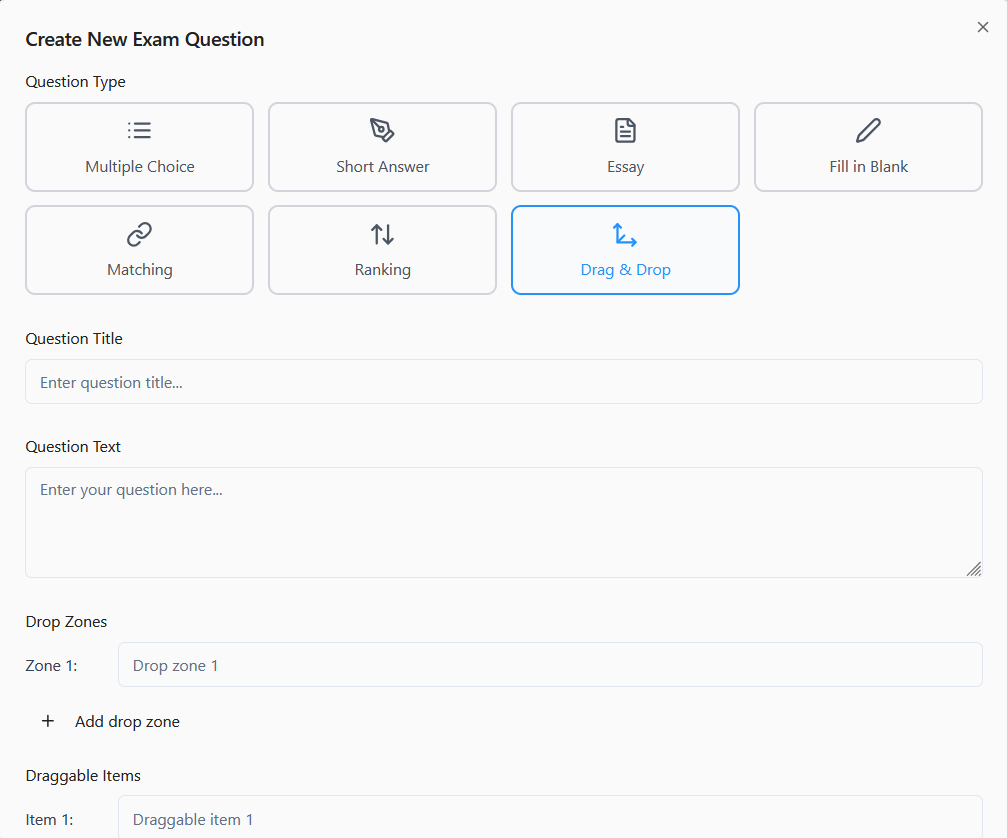 Create New Exam Question
Question Type
Multiple Choice
Short Answer
Essay
Fill in Blank
Matching
Ranking
Drag & Drop
Question Title
Enter question title...
Question Text
Enter your question here...
Drop Zones
Zone 1:
Drop zone 1
Add drop zone
Draggable Items
Item 1:
Draggable item 1